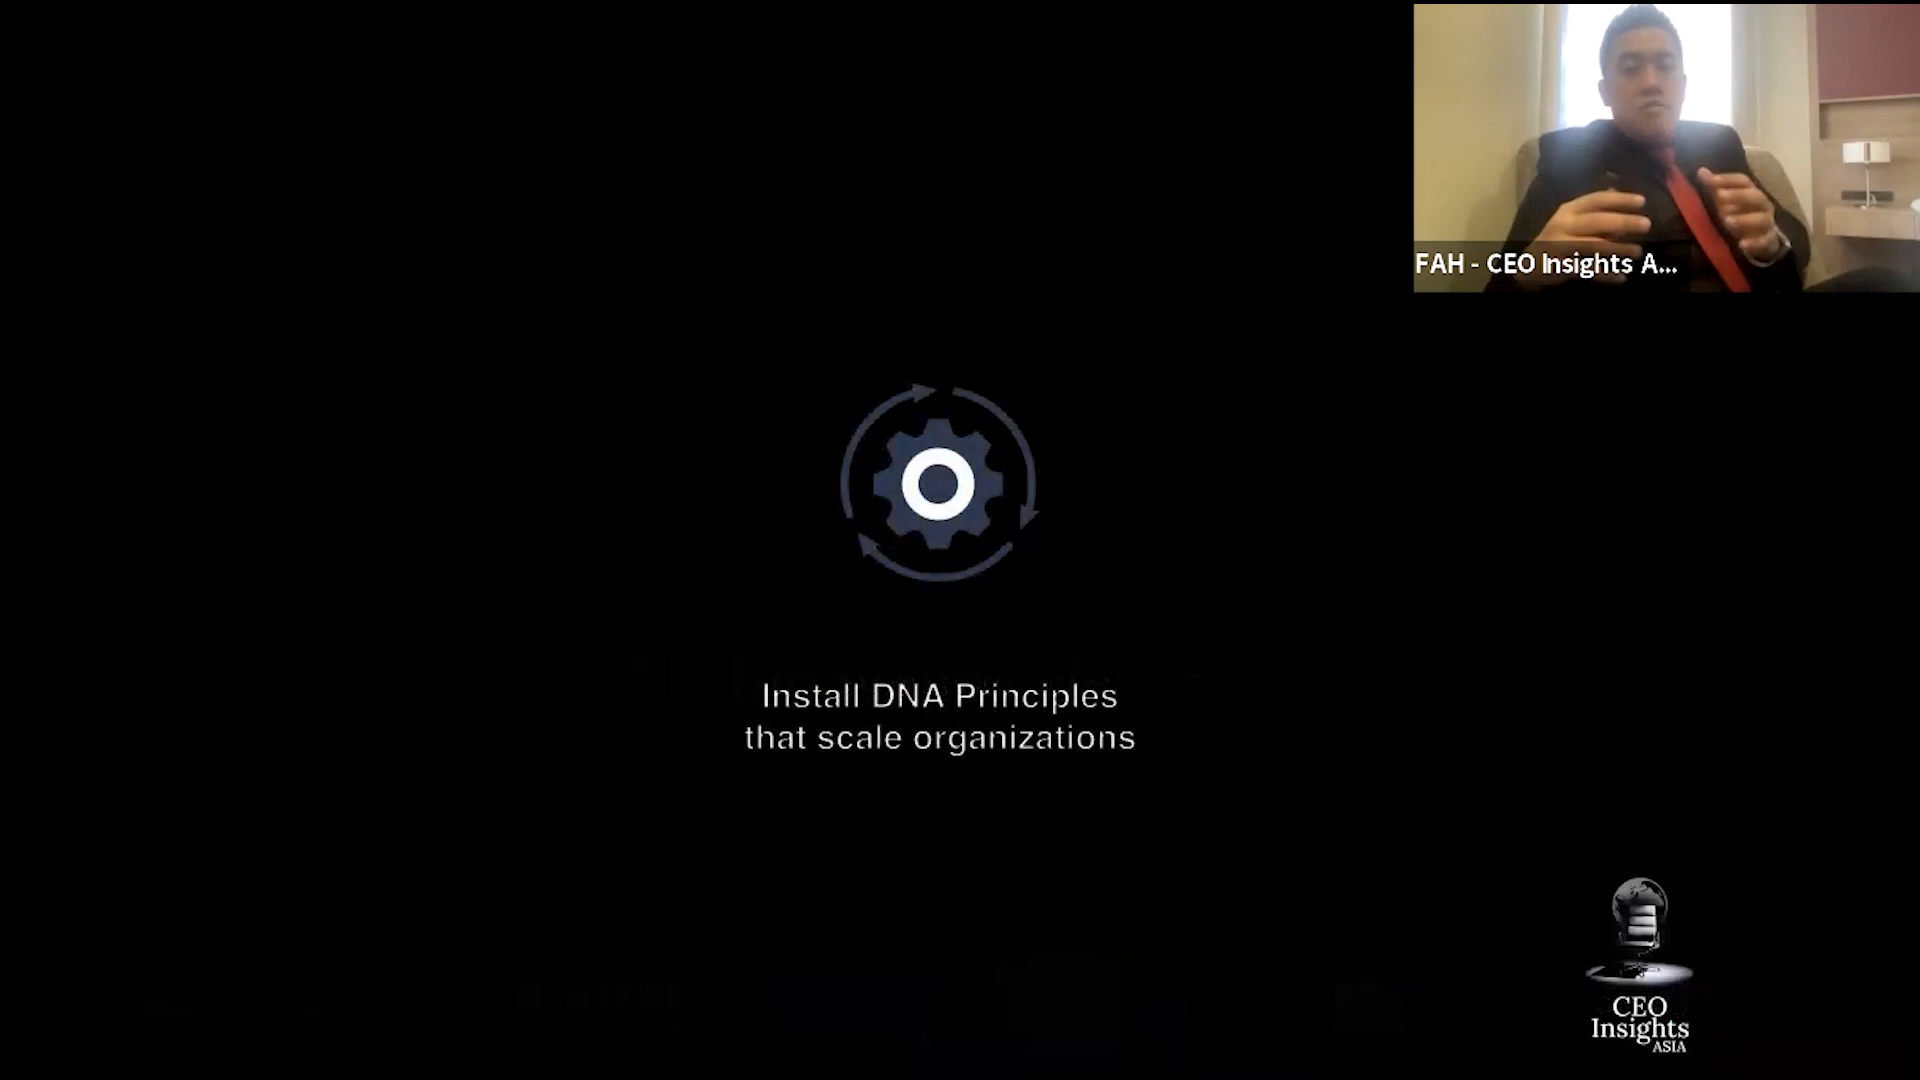 FAH - CEO Insights A...
Install DNA Principles
that scale organizations
CEO
Insights
ASIA